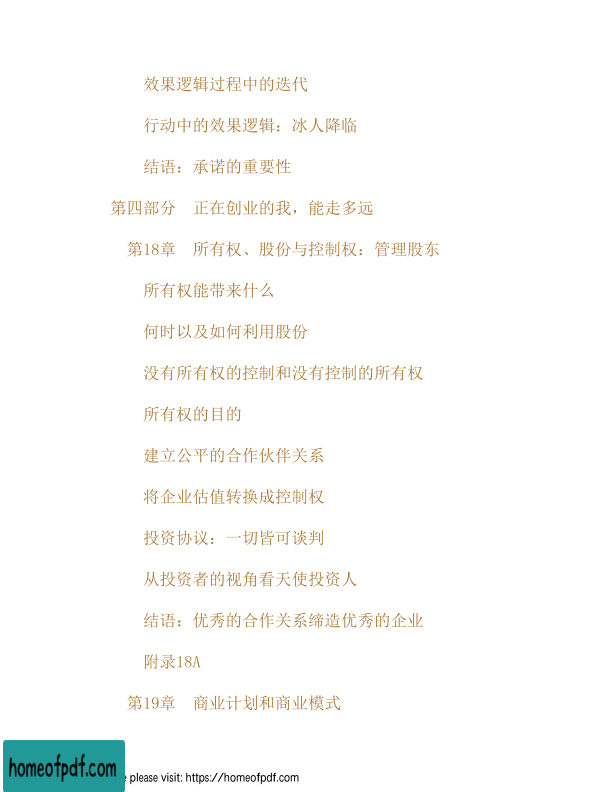 效果逻辑过程中的迭代
行动中的效果逻辑：冰人降临
结语：承诺的重要性
第四部分 正在创业的我，能走多远
第18章 所有权、股份与控制权：管理股东
所有权能带来什么
何时以及如何利用股份
没有所有权的控制和没有控制的所有权
所有权的目的
建立公平的合作伙伴关系
将企业估值转换成控制权
投资协议：一切皆可谈判
从投资者的视角看天使投资人
结语：优秀的合作关系缔造优秀的企业
附录18A
第19章 商业计划和商业模式
homeofpdf.com
please visit: https://homeofpdf.com